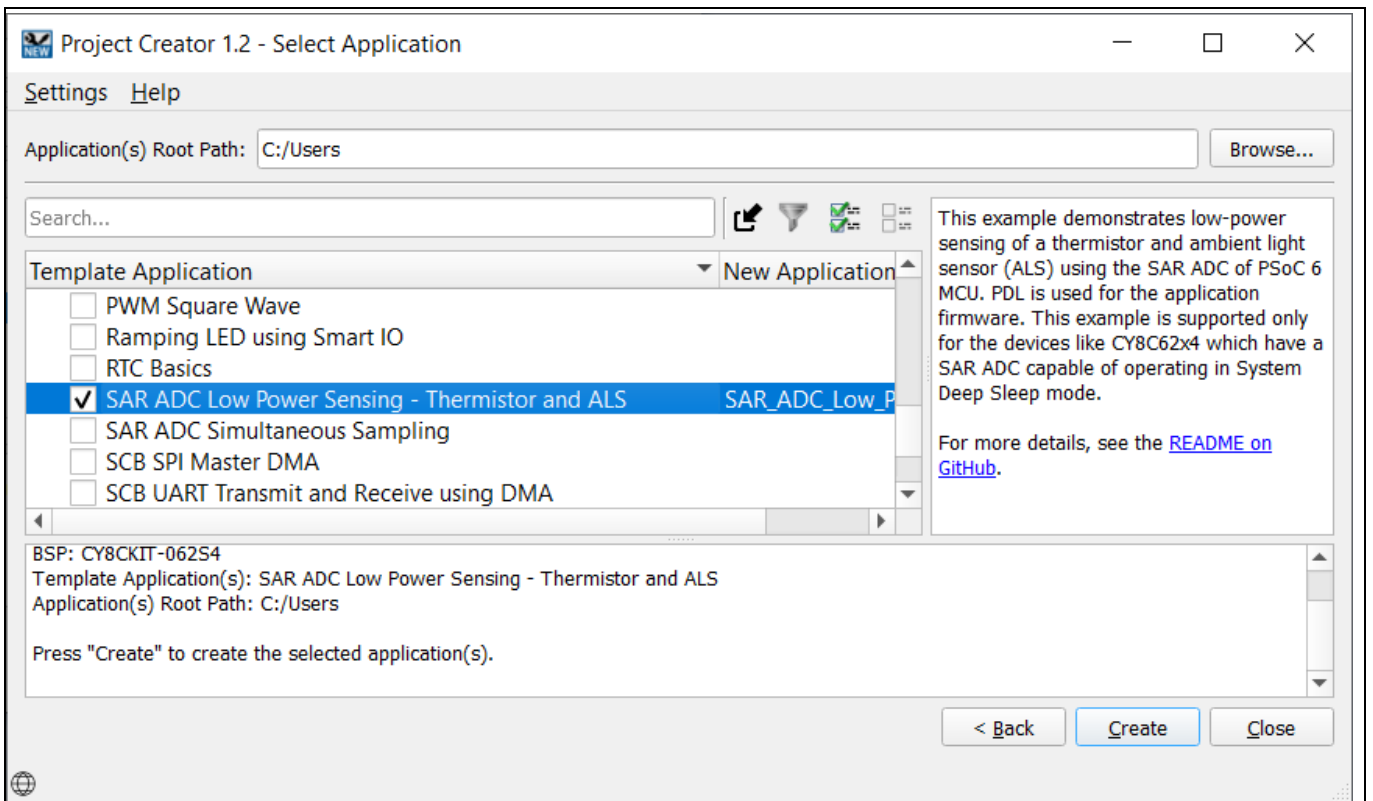 NEW Project Creator 1.2 - Select Application
Settings Help
Application(s) Root Path: C:/Users Browse...
Search...
Template Application New Application
PWM Square Wave
Ramping LED using Smart IO
RTC Basics
SAR ADC Low Power Sensing - Thermistor and ALS SAR_ADC_Low_P
SAR ADC Simultaneous Sampling
SCB SPI Master DMA
SCB UART Transmit and Receive using DMA
This example demonstrates low-power
sensing of a thermistor and ambient light
sensor (ALS) using the SAR ADC of PSoC 6
MCU. PDL is used for the application
firmware. This example is supported only
for the devices like CY8C62x4 which have a
SAR ADC capable of operating in System
Deep Sleep mode.
For more details, see the README on
GitHub.
BSP: CY8CKIT-062S4
Template Application(s): SAR ADC Low Power Sensing - Thermistor and ALS
Application(s) Root Path: C:/Users
Press "Create" to create the selected application(s).
< Back Create Close